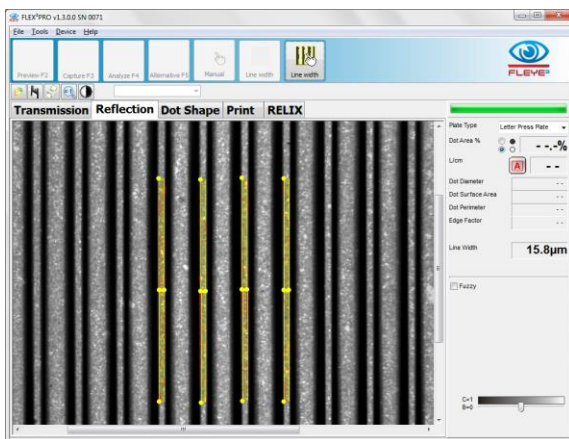 FLEX³PRO v1.3.0.0 SN 0071
File Tools Device Help
Preview F2 Capture F3 Analyze F4 Alternative F5 Manual Line width Line width
FLEYE³
Transmission Reflection Dot Shape Print RELIX
Plate Type Letter Press Plate
Dot Area % --.-%
L/cm A --
Dot Diameter --
Dot Surface Area --
Dot Perimeter --
Edge Factor --
Line Width 15.8µm
Fuzzy
C=1
B=0